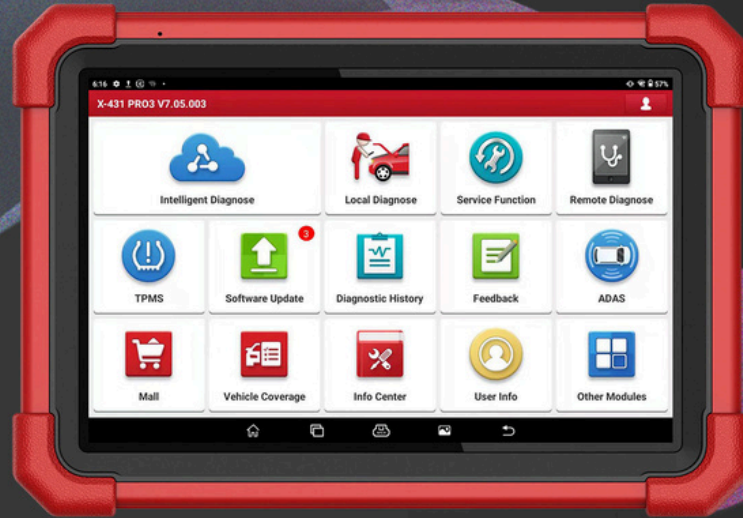 6:16
57%
X-431 PRO3 V7.05.003
Intelligent Diagnose
Local Diagnose
Service Function
Remote Diagnose
3
TPMS
Software Update
Diagnostic History
Feedback
ADAS
Mall
Vehicle Coverage
Info Center
User Info
Other Modules